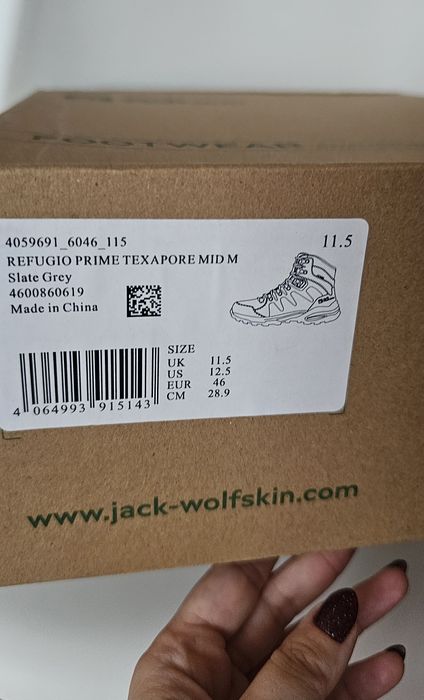 FOOTWEAR
4059691_6046_115 11.5
REFUGIO PRIME TEXAPORE MID M
Slate Grey
4600860619
Made in China
SIZE
UK 11.5
US 12.5
EUR 46
CM 28.9
4 064993 915143
www.jack-wolfskin.com